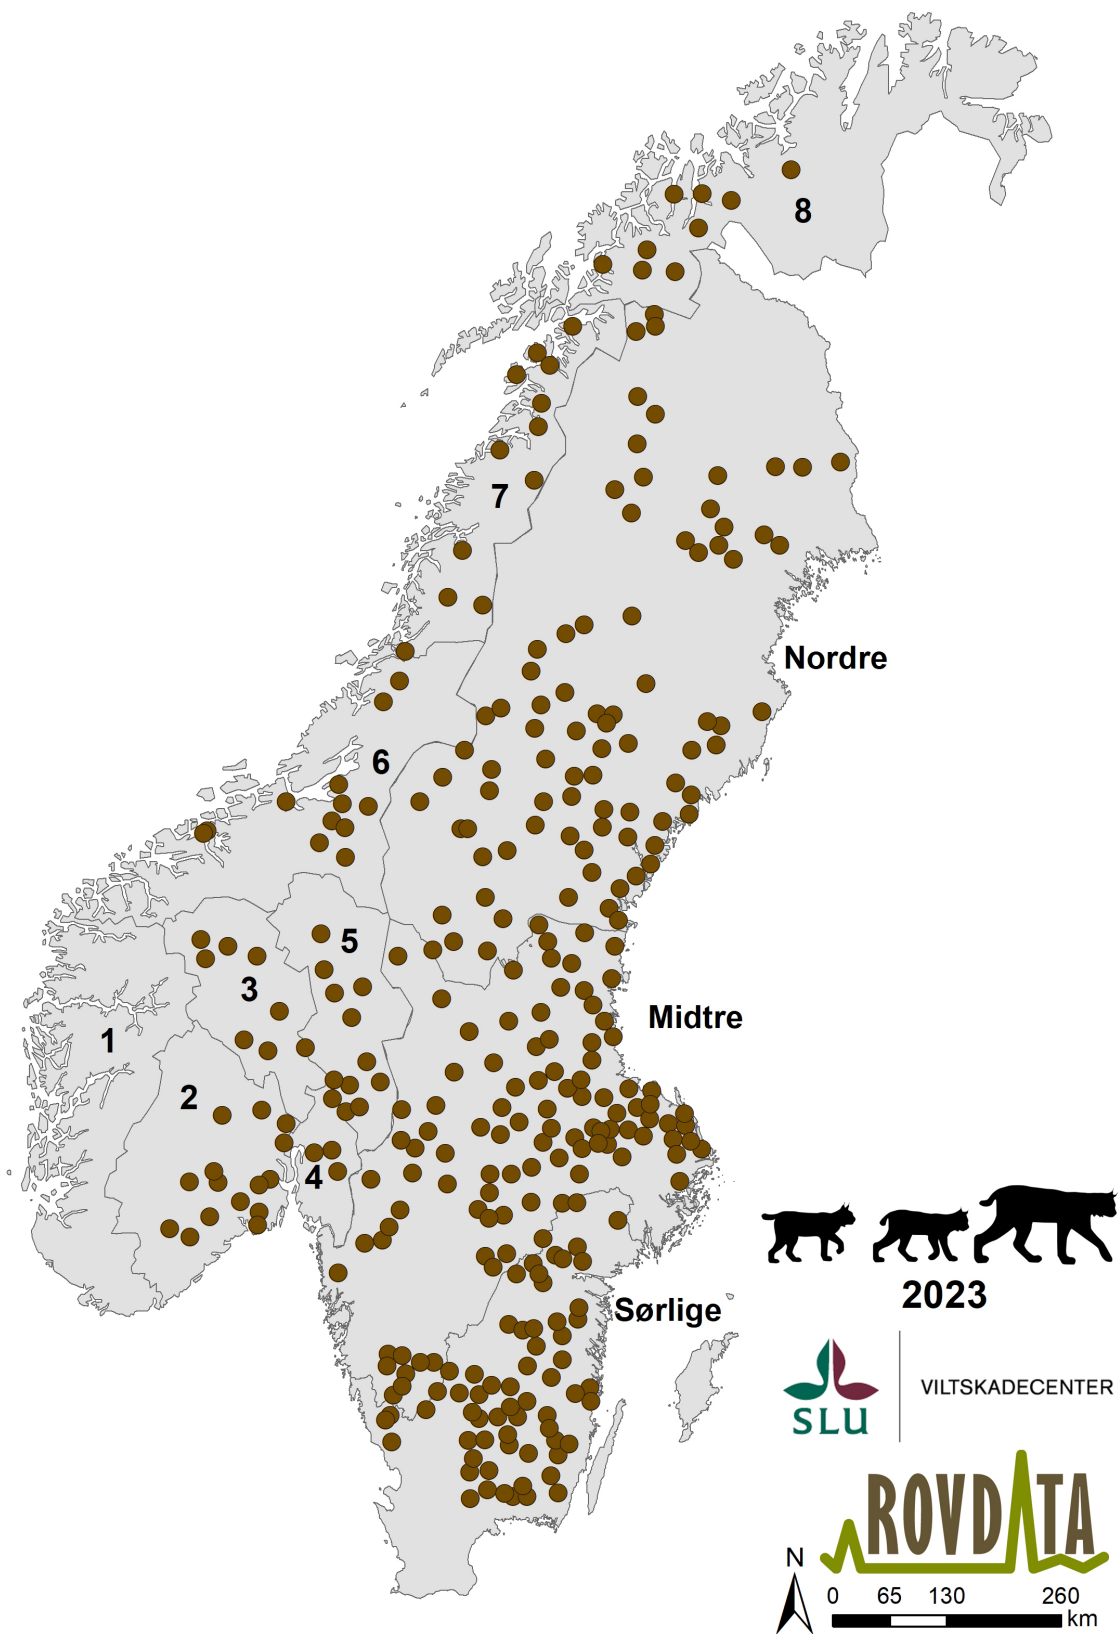 8
7
Nordre
6
5
3
Midtre
1
2
4
2023
Sørlige
SLU
VILTSKADECENTER
ROVDATA
N
0 65 130 260
km